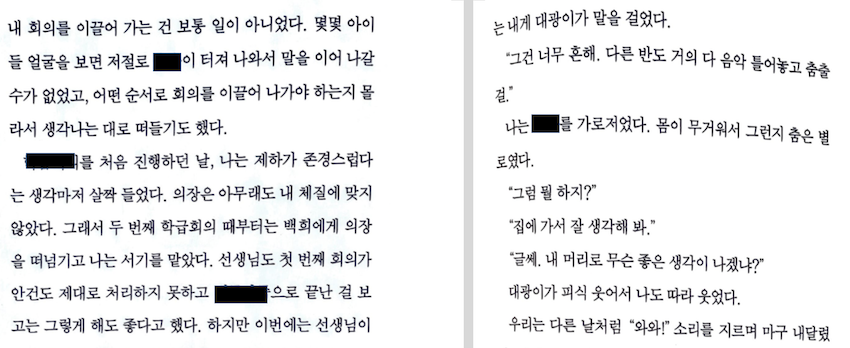 내 회의를 이끌어 가는 건 보통 일이 아니었다. 몇몇 아이
들 얼굴을 보면 저절로 이 터져 나와서 말을 이어 나갈
수가 없었고, 어떤 순서로 회의를 이끌어 나가야 하는지 몰
라서 생각나는 대로 떠들기도 했다.
를 처음 진행하던 날, 나는 제하가 존경스럽다
는 생각마저 살짝 들었다. 의장은 아무래도 내 체질에 맞지
않았다. 그래서 두 번째 학급회의 때부터는 백희에게 의장
을 떠넘기고 나는 서기를 맡았다. 선생님도 첫 번째 회의가
안건도 제대로 처리하지 못하고 으로 끝난 걸 보
고는 그렇게 해도 좋다고 했다. 하지만 이번에는 선생님이
는 내게 대광이가 말을 걸었다.
“그건 너무 흔해. 다른 반도 거의 다 음악 틀어놓고 춤출
걸.”
나는 를 가로저었다. 몸이 무거워서 그런지 춤은 별
로였다.
“그럼 뭘 하지?”
“집에 가서 잘 생각해 봐.”
“글쎄. 내 머리로 무슨 좋은 생각이 나겠냐?”
대광이가 피식 웃어서 나도 따라 웃었다.
우리는 다른 날처럼 “와와!” 소리를 지르며 마구 내달렸